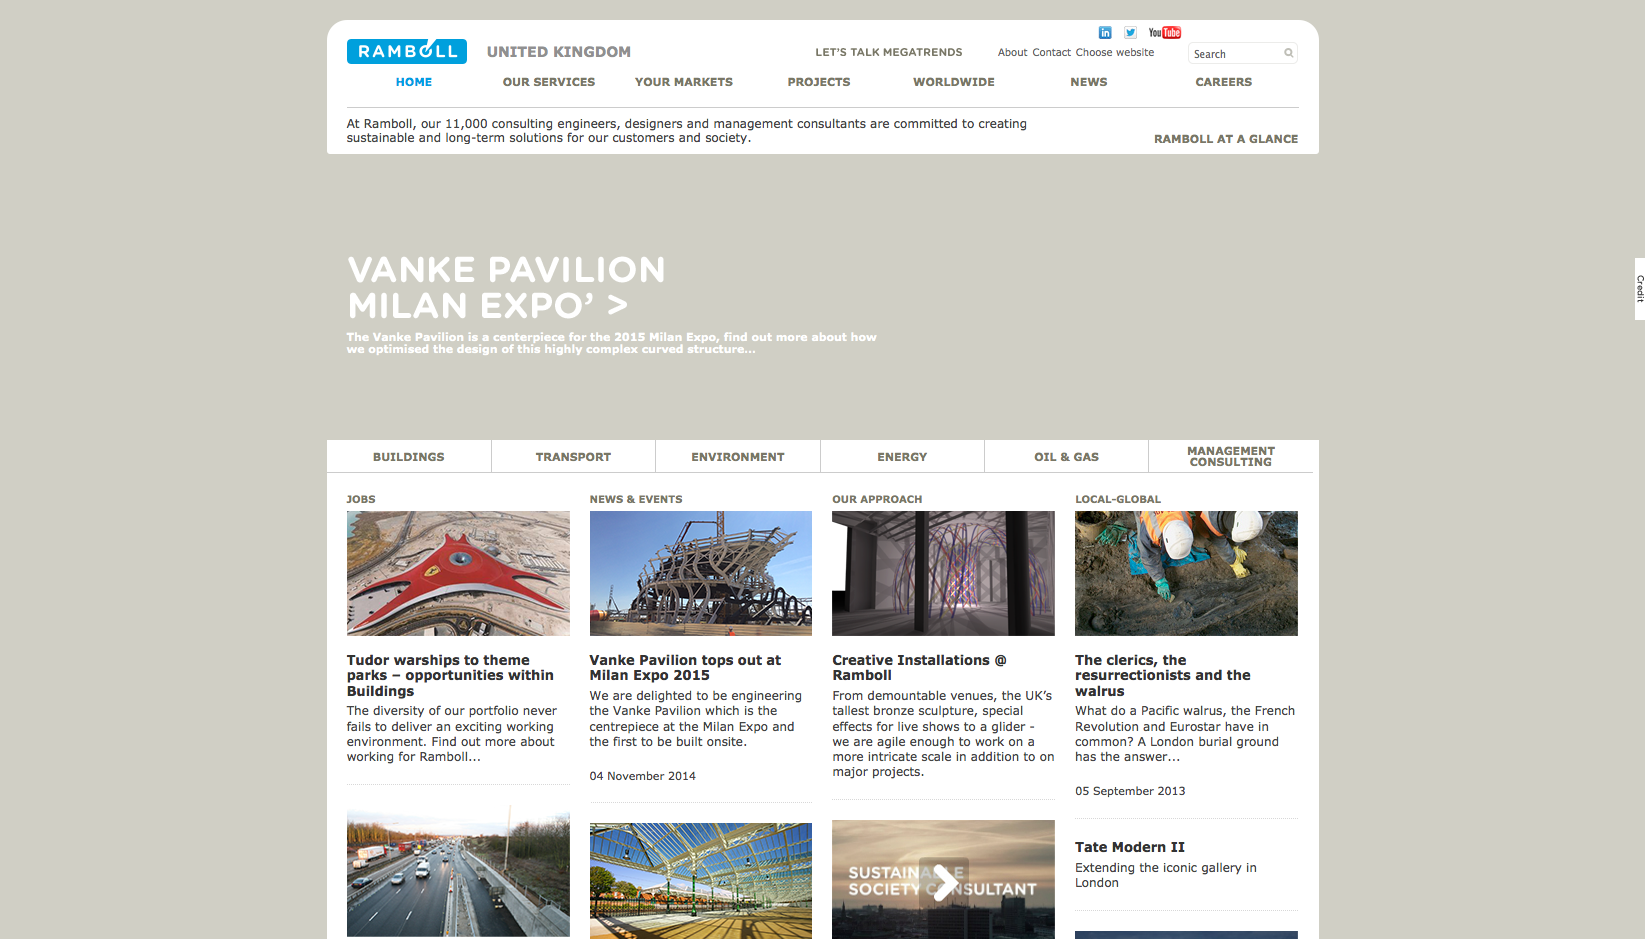 in
You Tube
RAMBOLL
UNITED KINGDOM
LET'S TALK MEGATRENDS
About Contact Choose website
Search
HOME
OUR SERVICES
YOUR MARKETS
PROJECTS
WORLDWIDE
NEWS
CAREERS
At Ramboll, our 11,000 consulting engineers, designers and management consultants are committed to creating
sustainable and long-term solutions for our customers and society.
RAMBOLL AT A GLANCE
VANKE PAVILION
MILAN EXPO' >
The Vanke Pavilion is a centerpiece for the 2015 Milan Expo, find out more about how
we optimised the design of this highly complex curved structure...
Credit
BUILDINGS
TRANSPORT
ENVIRONMENT
ENERGY
OIL & GAS
MANAGEMENT
CONSULTING
JOBS
Tudor warships to theme
parks – opportunities within
Buildings
The diversity of our portfolio never
fails to deliver an exciting working
environment. Find out more about
working for Ramboll...
NEWS & EVENTS
Vanke Pavilion tops out at
Milan Expo 2015
We are delighted to be engineering
the Vanke Pavilion which is the
centrepiece at the Milan Expo and
the first to be built onsite.
04 November 2014
OUR APPROACH
Creative Installations @
Ramboll
From demountable venues, the UK's
tallest bronze sculpture, special
effects for live shows to a glider -
we are agile enough to work on a
more intricate scale in addition to on
major projects.
SUSTAINABLE
SOCIETY CONSULTANT
LOCAL-GLOBAL
The clerics, the
resurrectionists and the
walrus
What do a Pacific walrus, the French
Revolution and Eurostar have in
common? A London burial ground
has the answer...
05 September 2013
Tate Modern II
Extending the iconic gallery in
London